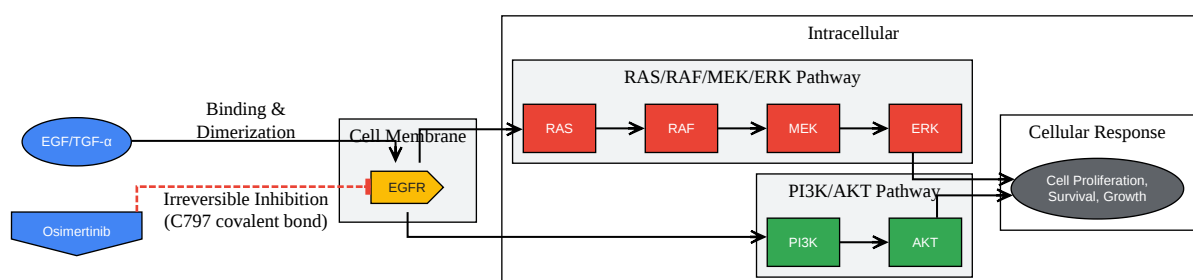 Intracellular
RAS/RAF/MEK/ERK Pathway
Binding &
Dimerization
EGF/TGF-α
Cell Membrane
RAS
RAF
MEK
ERK
Cellular Response
EGFR
Irreversible Inhibition
(C797 covalent bond)
Osimertinib
PI3K/AKT Pathway
PI3K
AKT
Cell Proliferation,
Survival, Growth